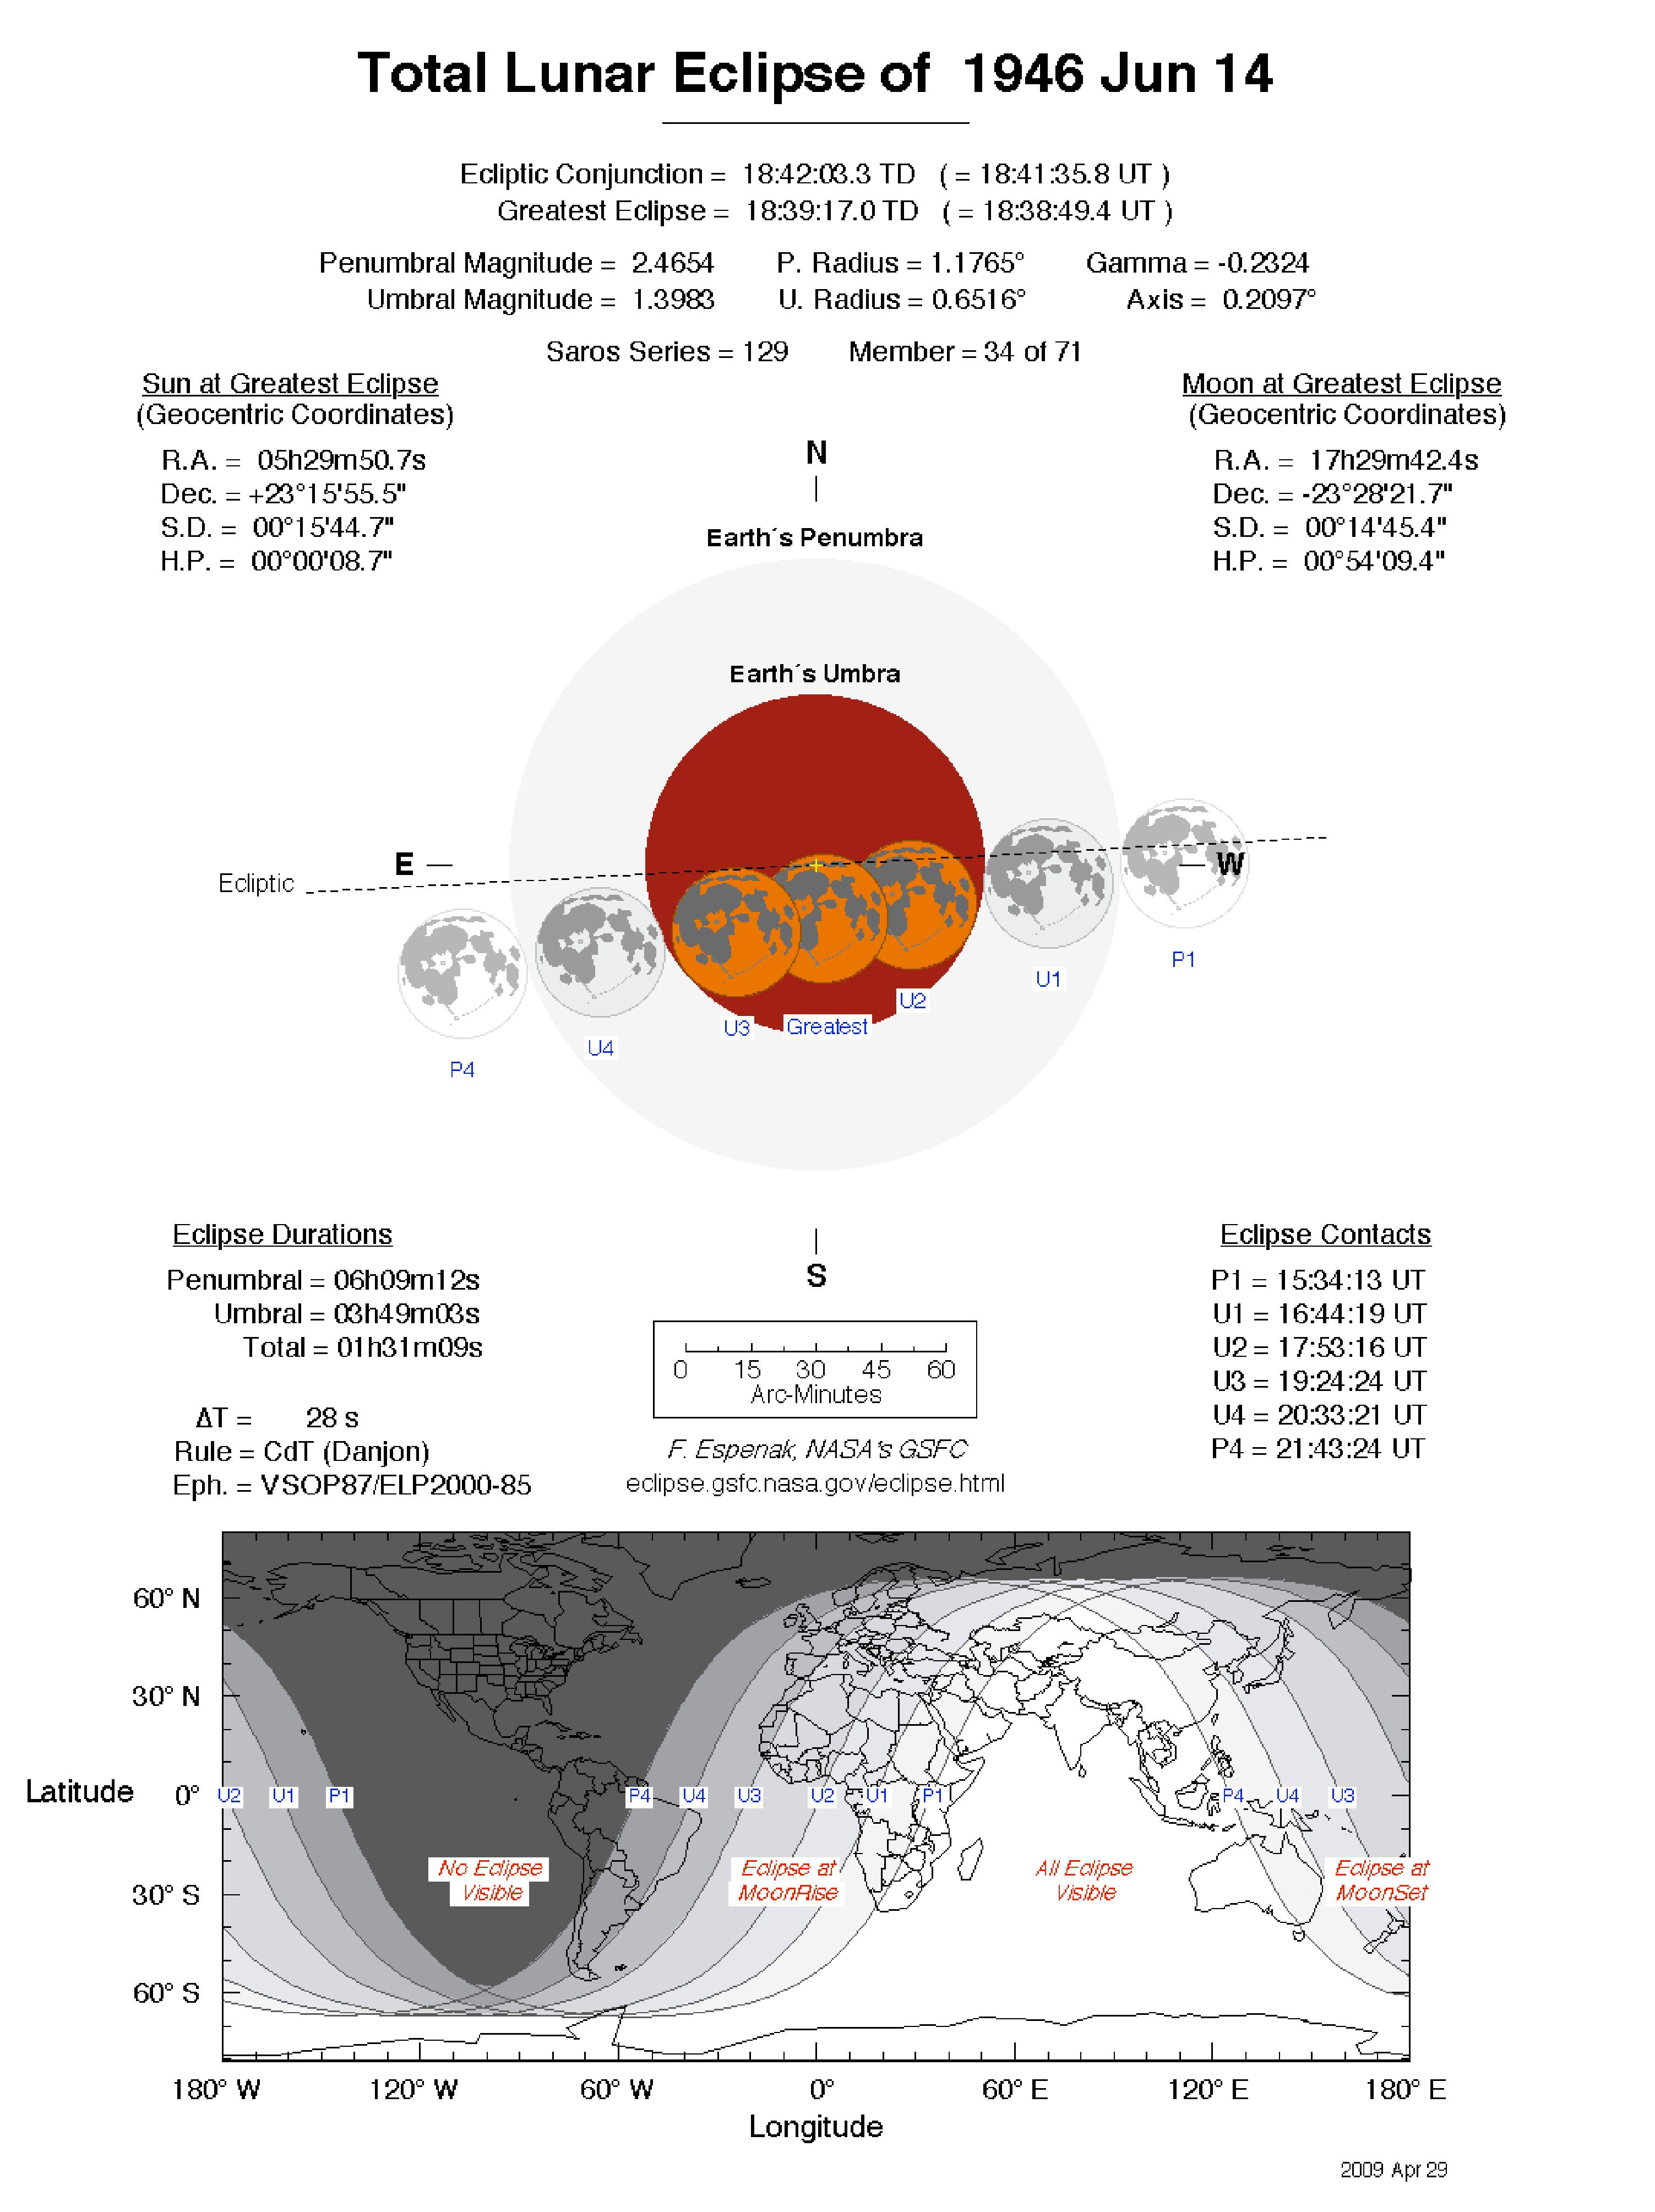 Total Lunar Eclipse of 1946 Jun 14
Ecliptic Conjunction = 18:42:03.3 TD ( = 18:41:35.8 UT )
Greatest Eclipse = 18:39:17.0 TD ( = 18:38:49.4 UT )
Penumbral Magnitude = 2.4654 P. Radius = 1.1765° Gamma = -0.2324
Umbral Magnitude = 1.3983 U. Radius = 0.6516° Axis = 0.2097°
Saros Series = 129 Member = 34 of 71
Sun at Greatest Eclipse
(Geocentric Coordinates)
R.A. = 05h29m50.7s
Dec. = +23°15'55.5"
S.D. = 00°15'44.7"
H.P. = 00°00'08.7"
Moon at Greatest Eclipse
(Geocentric Coordinates)
R.A. = 17h29m42.4s
Dec. = -23°28'21.7"
S.D. = 00°14'45.4"
H.P. = 00°54'09.4"
N
Earth´s Penumbra
Earth´s Umbra
E
W
Ecliptic
P1
U1
U2
Greatest
U3
U4
P4
S
Eclipse Durations
Penumbral = 06h09m12s
Umbral = 03h49m03s
Total = 01h31m09s
ΔT = 28 s
Rule = CdT (Danjon)
Eph. = VSOP87/ELP2000-85
0 15 30 45 60
Arc-Minutes
F. Espenak, NASA's GSFC
eclipse.gsfc.nasa.gov/eclipse.html
Eclipse Contacts
P1 = 15:34:13 UT
U1 = 16:44:19 UT
U2 = 17:53:16 UT
U3 = 19:24:24 UT
U4 = 20:33:21 UT
P4 = 21:43:24 UT
60° N
30° N
Latitude 0°
30° S
60° S
U2 U1 P1 P4 U4 U3 U2 U1 P1 P4 U4 U3
No Eclipse
Visible
Eclipse at
MoonRise
All Eclipse
Visible
Eclipse at
MoonSet
180° W 120° W 60° W 0° 60° E 120° E 180° E
Longitude
2009 Apr 29